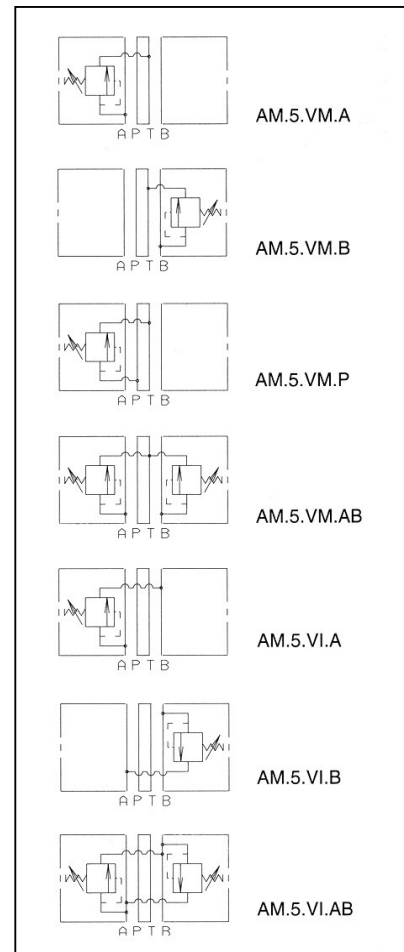 A P T B
AM.5.VM.A
A P T B
AM.5.VM.B
A P T B
AM.5.VM.P
A P T B
AM.5.VM.AB
A P T B
AM.5.VI.A
A P T B
AM.5.VI.B
A P T B
AM.5.VI.AB